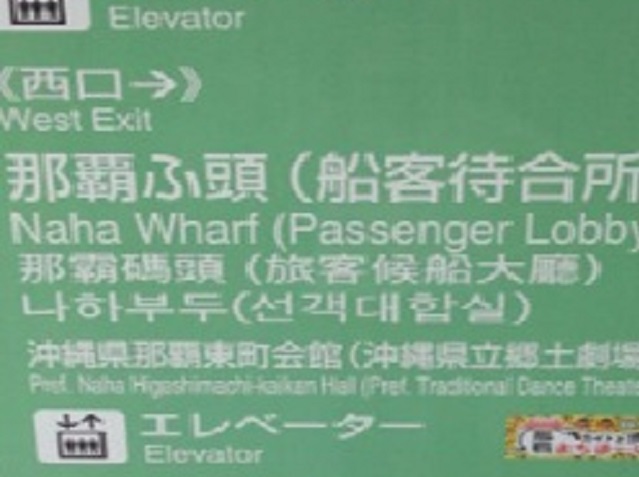 Elevator
《西口→》
West Exit
那覇ふ頭（船客待合所
Naha Wharf (Passenger Lobby
那霸碼頭（旅客候船大廳）
나하부두(선객대합실)
沖縄県那覇東町会館（沖縄県立郷土劇場
Pref. Naha Higashimachi-kaikan Hall (Pref. Traditional Dance Theat
エレベーター
Elevator